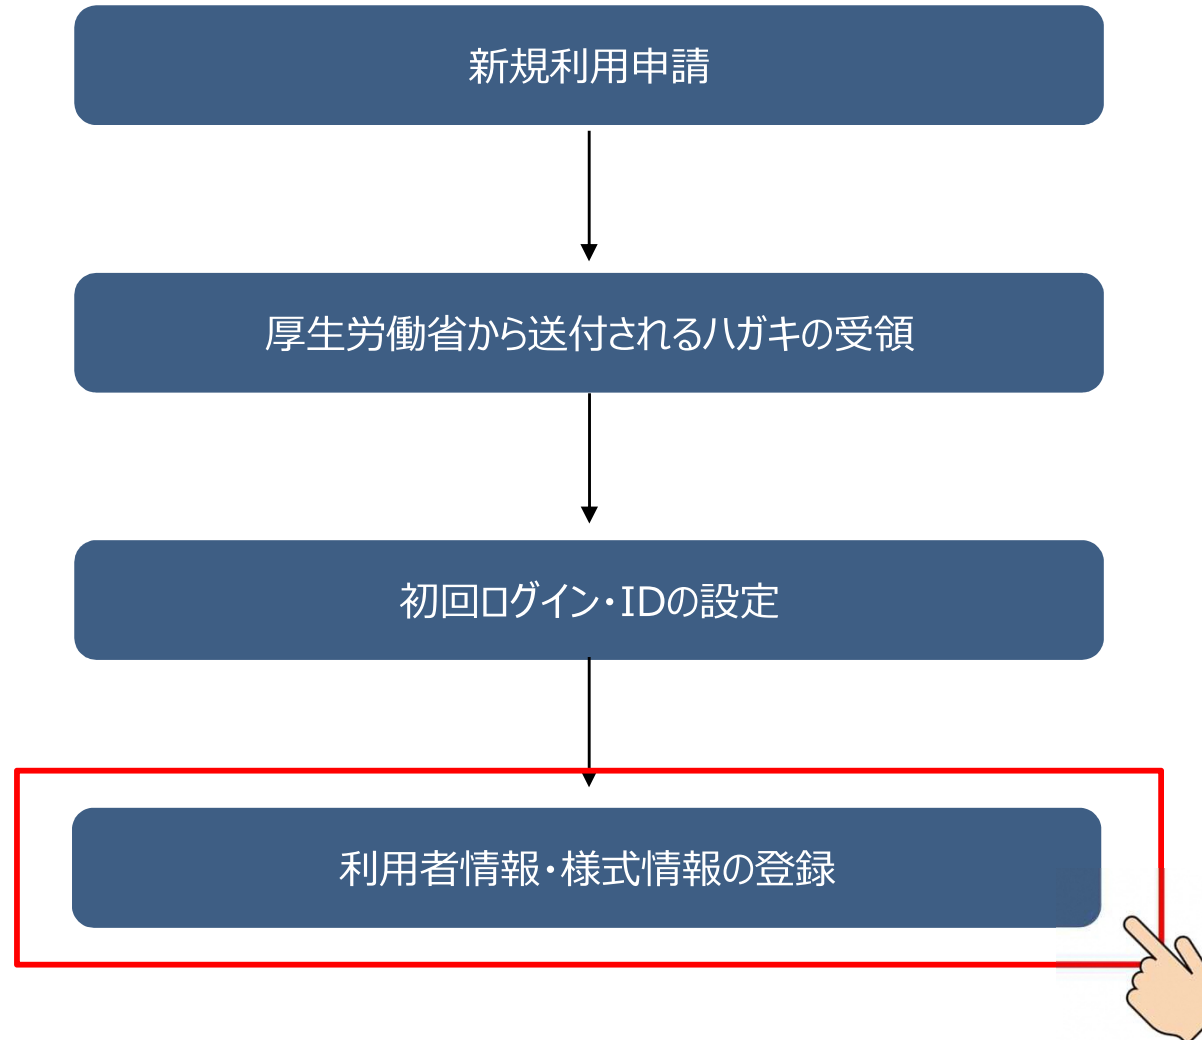 新規利用申請
厚生労働省から送付されるハガキの受領
初回ログイン・IDの設定
利用者情報・様式情報の登録